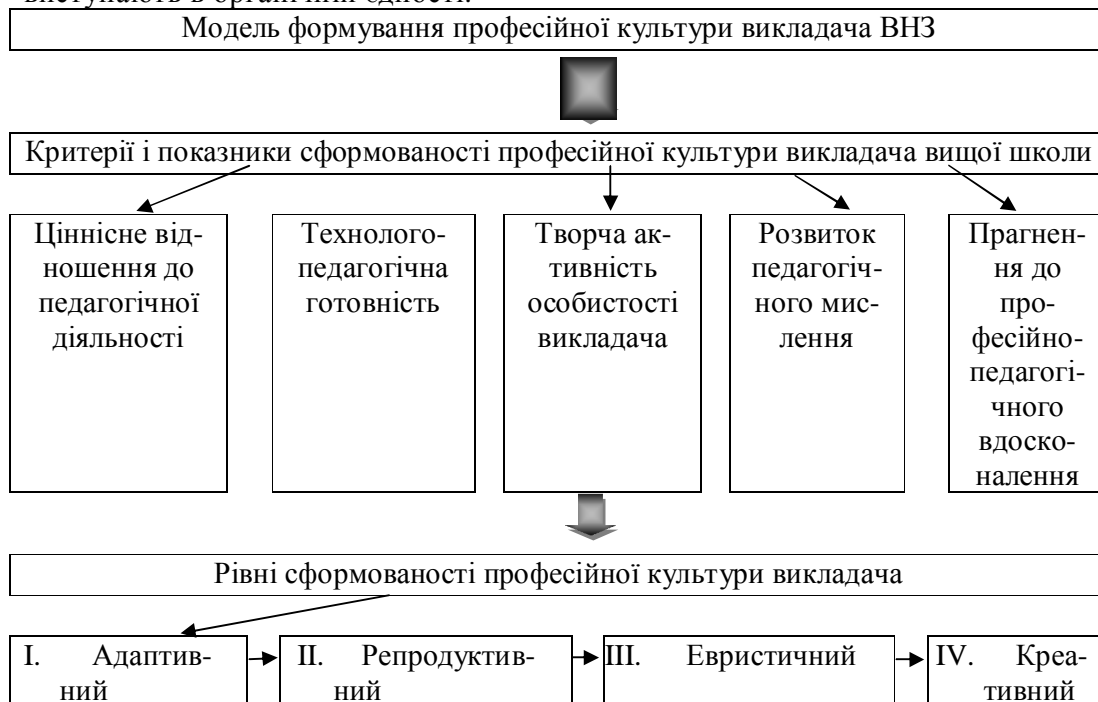 виступають в органічній єдності.
Модель формування професійної культури викладача ВНЗ
Критерії і показники сформованості професійної культури викладача вищої школи
Ціннісне від-
ношення до
педагогічної
діяльності
Технолого-
педагогічна
готовність
Творча ак-
тивність
особистості
викладача
Розвиток
педагогіч-
ного мис-
лення
Прагнен-
ня до
про-
фесійно-
педагогі-
чного
вдоско-
налення
Рівні сформованості професійної культури викладача
I. Адаптив-
ний
II. Репродуктив-
ний
III. Евристичний
IV. Креа-
тивний